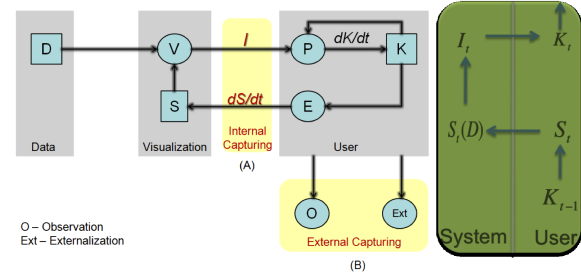 D
V
I
P
dK/dt
K
S
dS/dt
E
Data
Visualization
Internal
Capturing
User
(A)
O
Ext
O – Observation
Ext – Externalization
External Capturing
(B)
I_t
K_t
S_t(D)
S_t
K_{t-1}
System
User